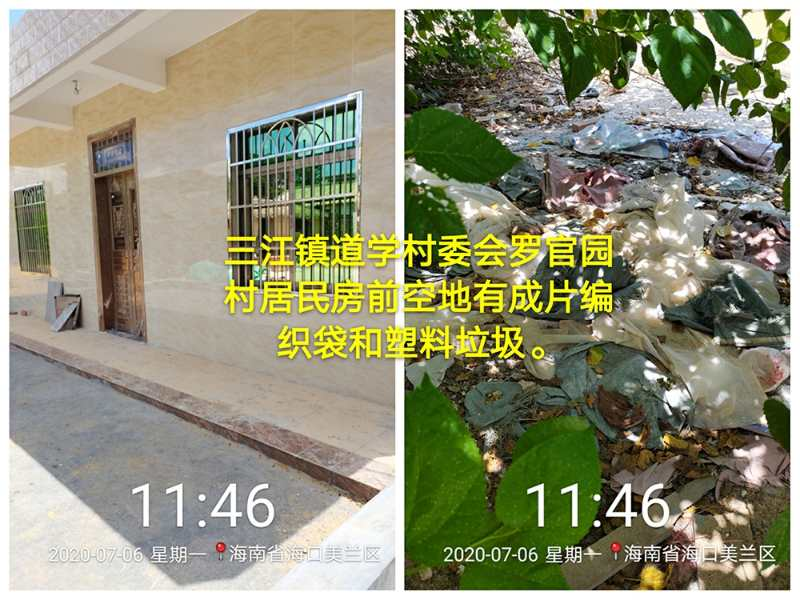 三江镇道学村委会罗官园
村居民房前空地有成片编
织袋和塑料垃圾。
11:46
2020-07-06 星期一 海南省海口美兰区
11:46
2020-07-06 星期一 海南省海口美兰区